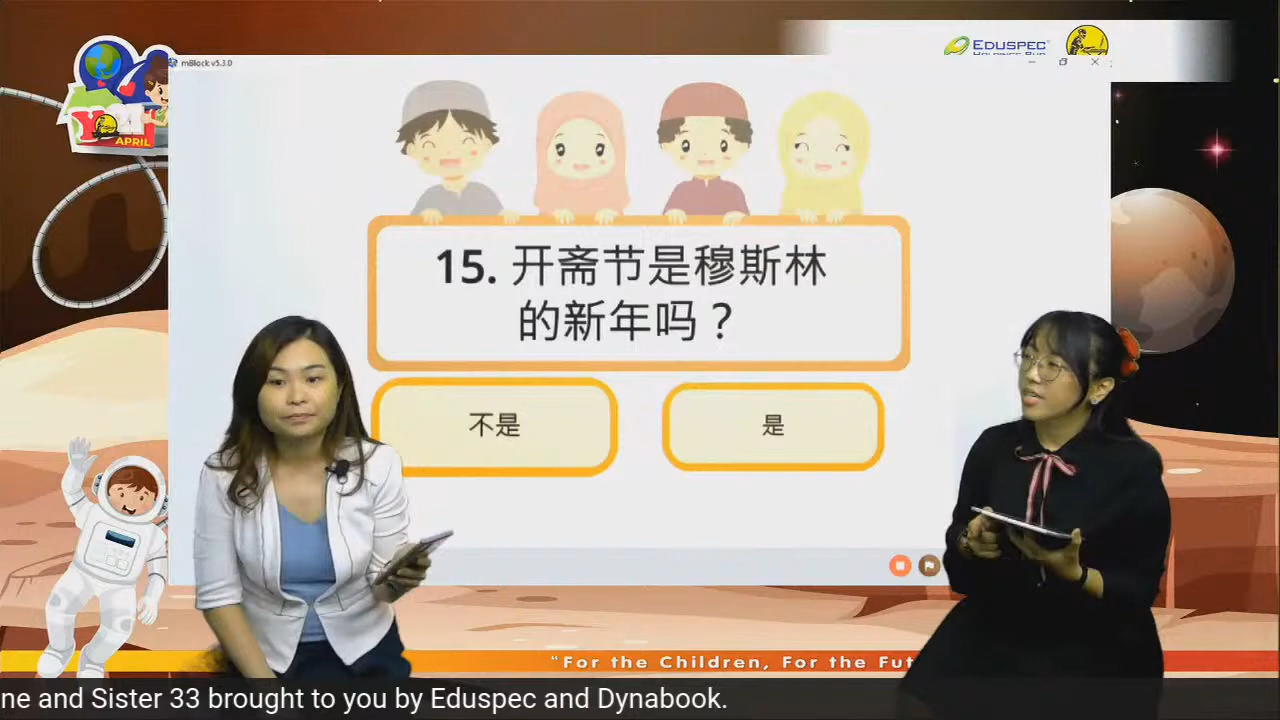 EDUSPEC
mBlock v5.3.0
APRIL
15. 开斋节是穆斯林
的新年吗？
不是
是
"For the Children, For the Fut
ne and Sister 33 brought to you by Eduspec and Dynabook.